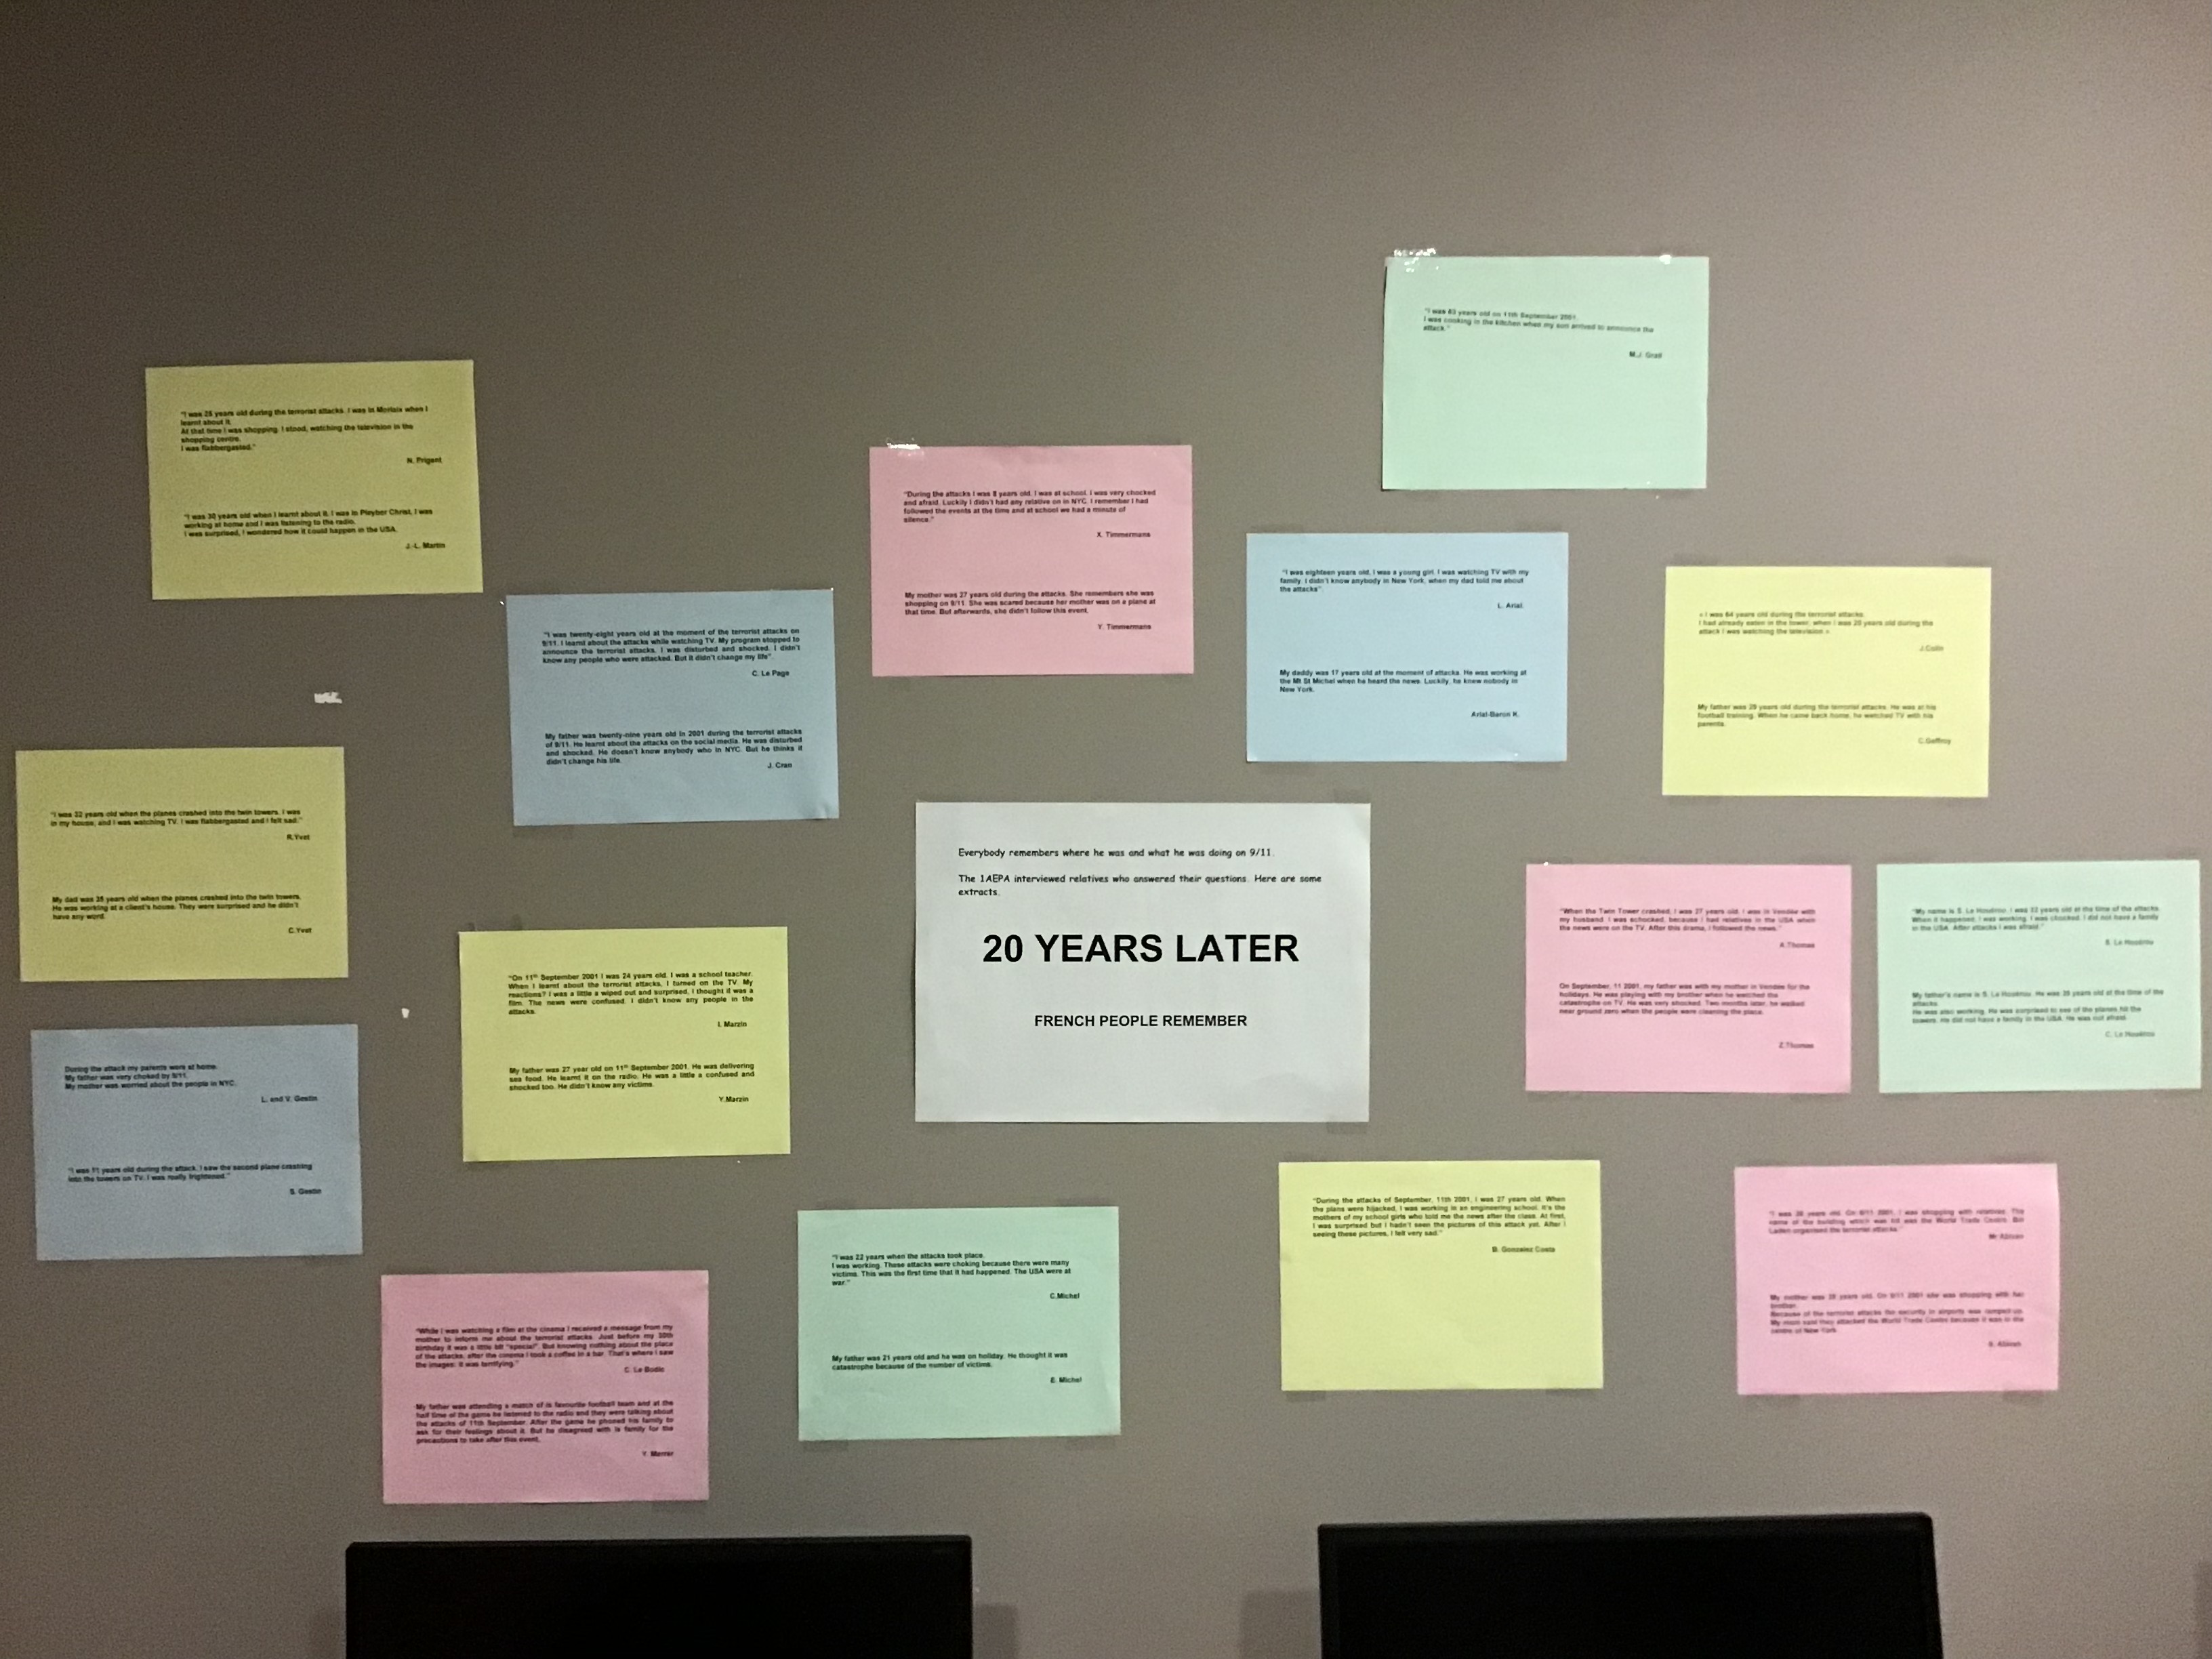 "I was 63 years old on 11th September 2001.
I was cooking in the kitchen when my son arrived to announce the
attack."
M.J. Grall
"I was 25 years old during the terrorist attacks. I was in Morlaix when I
learnt about it.
At that time I was shopping. I stood, watching the television in the
shopping centre.
I was flabbergasted."
N. Prigent
"I was 30 years old when I learnt about it. I was in Pleyber Christ, I was
working at home and I was listening to the radio.
I was surprised, I wondered how it could happen in the USA.
J.-L. Martin
"During the attacks I was 8 years old. I was at school. I was very chocked
and afraid. Luckily I didn't had any relative on in NYC. I remember I had
followed the events at the time and at school we had a minute of
silence."
X. Timmermans
My mother was 27 years old during the attacks. She remembers she was
shopping on 9/11. She was scared because her mother was on a plane at
that time. But afterwards, she didn't follow this event.
Y. Timmermans
"I was eighteen years old, I was a young girl. I was watching TV with my
family. I didn't know anybody in New York, when my dad told me about
the attacks".
L. Arial
My daddy was 17 years old at the moment of attacks. He was working at
the Mt St Michel when he heard the news. Luckily, he knew nobody in
New York.
Arial-Baron K.
« I was 64 years old during the terrorist attacks.
I had already eaten in the tower, when I was 20 years old during the
attack I was watching the television ».
J.Colin
My father was 29 years old during the terrorist attacks. He was at his
football training. When he came back home, he watched TV with his
parents.
C.Geffroy
"I was twenty-eight years old at the moment of the terrorist attacks on
9/11. I learnt about the attacks while watching TV. My program stopped to
announce the terrorist attacks. I was disturbed and shocked. I didn't
know any people who were attacked. But it didn't change my life".
C. Le Page
My father was twenty-nine years old in 2001 during the terrorist attacks
of 9/11. He learnt about the attacks on the social media. He was disturbed
and shocked. He doesn't know anybody who in NYC. But he thinks it
didn't change his life.
J. Cran
"I was 32 years old when the planes crashed into the twin towers. I was
in my house, and I was watching TV. I was flabbergasted and I felt sad."
R.Yvet
My dad was 35 years old when the planes crashed into the twin towers.
He was working at a client's house. They were surprised and he didn't
have any word.
C.Yvet
Everybody remembers where he was and what he was doing on 9/11.
The 1AEPA interviewed relatives who answered their questions. Here are some
extracts.
20 YEARS LATER
FRENCH PEOPLE REMEMBER
"When the Twin Tower crashed, I was 27 years old. I was in Vendée with
my husband. I was schocked, because I had relatives in the USA when
the news were on the TV. After this drama, I followed the news."
A.Thomas
On September, 11 2001, my father was with my mother in Vendée for the
holidays. He was playing with my brother when he watched the
catastrophe on TV. He was very shocked. Two months later, he walked
near ground zero when the people were cleaning the place.
Z.Thomas
"My name is S. Le I was 33 years old at the time of the attacks.
When it happened, I was working. I was chocked. I did not have a family
in the USA. After attacks I was afraid."
S. Le
My father's name is S. Le He was 35 years old at the time of the
attacks.
He was also working. He was surprised to see of the planes hit the
towers. He did not have a family in the USA. He was not afraid.
C. Le
"On 11th September 2001 I was 24 years old. I was a school teacher.
When I learnt about the terrorist attacks, I turned on the TV. My
reactions? I was a little a wiped out and surprised, I thought it was a
film. The news were confused. I didn't know any people in the
attacks.
I. Marzin
My father was 27 year old on 11th September 2001. He was delivering
sea food. He learnt it on the radio. He was a little a confused and
shocked too. He didn't know any victims.
Y.Marzin
During the attack my parents were at home.
My father was very choked by 9/11.
My mother was worried about the people in NYC.
L. and V. Gestin
"I was 11 years old during the attack. I saw the second plane crashing
into the towers on TV. I was really frightened."
S. Gestin
"During the attacks of September, 11th 2001, I was 27 years old. When
the plans were hijacked, I was working in an engineering school. It's the
mothers of my school girls who told me the news after the class. At first,
I was surprised but I hadn't seen the pictures of this attack yet. After I
seeing these pictures, I felt very sad."
B. Gonzalez Costa
years old. On 9/11 2001, I was shopping with relatives. The
name of the building which was hit was the World Trade Centre. Bin
Laden organised the terrorist attacks."
My mother was years old. On 9/11 2001 she was shopping with her
brother.
Because of the terrorist attacks the security in airports was ramped up.
My mum said they attacked the World Trade Centre because it was in the
centre of New York.
"I was 22 years when the attacks took place.
I was working. These attacks were choking because there were many
victims. This was the first time that it had happened. The USA were at
war."
C.Michel
My father was 21 years old and he was on holiday. He thought it was
catastrophe because of the number of victims.
E. Michel
"While I was watching a film at the cinema I received a message from my
mother to inform me about the terrorist attacks. Just before my 30th
birthday it was a little bit "special". But knowing nothing about the place
of the attacks, after the cinema I took a coffee in a bar. That's where I saw
the images: it was terrifying."
C. Le Bodic
My father was attending a match of is favourite football team and at the
half time of the game he listened to the radio and they were talking about
the attacks of 11th September. After the game he phoned his family to
ask for their feelings about it. But he disagreed with is family for the
precautions to take after this event.
Y. Merrer